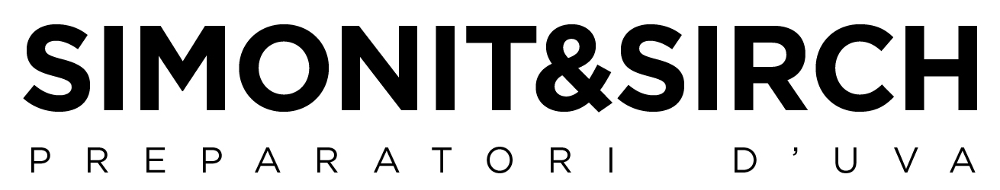 SIMONIT&SIRCH
PREPARATORI D’UVA